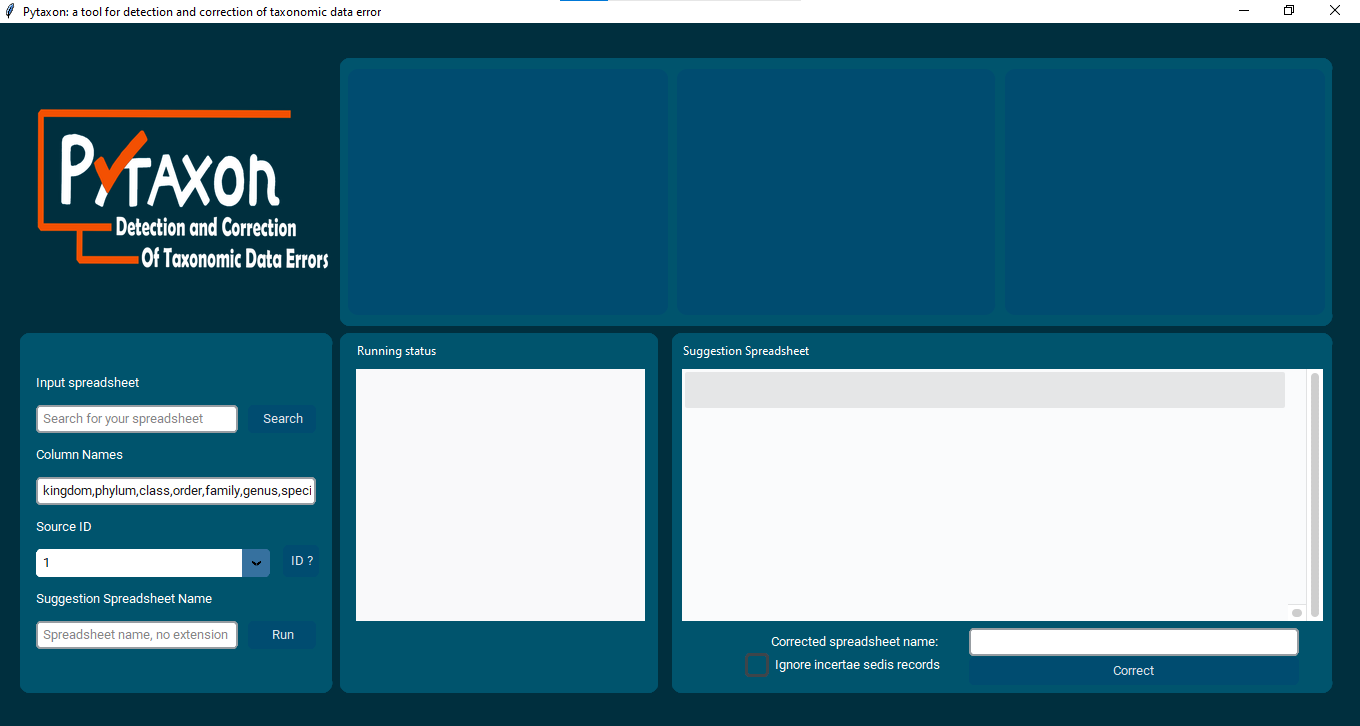 Pytaxon: a tool for detection and correction of taxonomic data error
Pytaxon
Detection and Correction
Of Taxonomic Data Errors
Input spreadsheet
Search for your spreadsheet
Search
Column Names
kingdom,phylum,class,order,family,genus,speci
Source ID
1
ID ?
Suggestion Spreadsheet Name
Spreadsheet name, no extension
Run
Running status
Suggestion Spreadsheet
Corrected spreadsheet name:
Ignore incertae sedis records
Correct